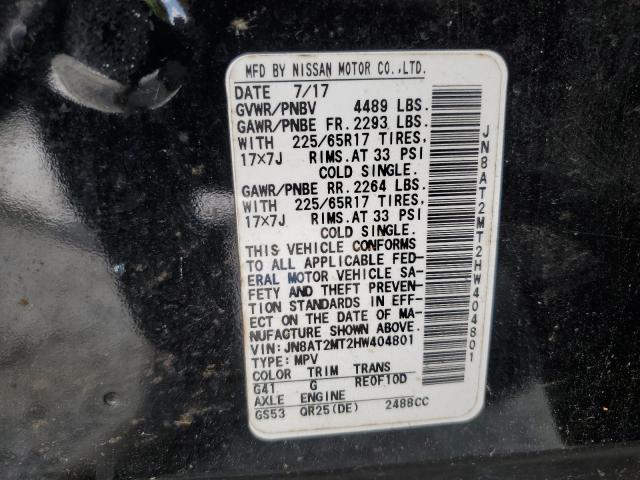 MFD BY NISSAN MOTOR CO.,LTD.
DATE 7/17
GVWR/PNBV 4489 LBS.
GAWR/PNBE FR. 2293 LBS.
WITH 225/65R17 TIRES,
17×7J RIMS. AT 33 PSI
COLD SINGLE.
GAWR/PNBE RR. 2264 LBS.
WITH 225/65R17 TIRES,
17×7J RIMS. AT 33 PSI
COLD SINGLE.
THIS VEHICLE CONFORMS
TO ALL APPLICABLE FED-
ERAL MOTOR VEHICLE SA-
FETY AND THEFT PREVEN-
TION STANDARDS IN EFF-
ECT ON THE DATE OF MA-
NUFACTURE SHOWN ABOVE.
VIN: JN8AT2MT2HW404801
TYPE: MPV
COLOR TRIM TRANS
G41 G RE0F10D
AXLE ENGINE
GS53 QR25(DE) 2488CC
JN8AT2MT2HW404801